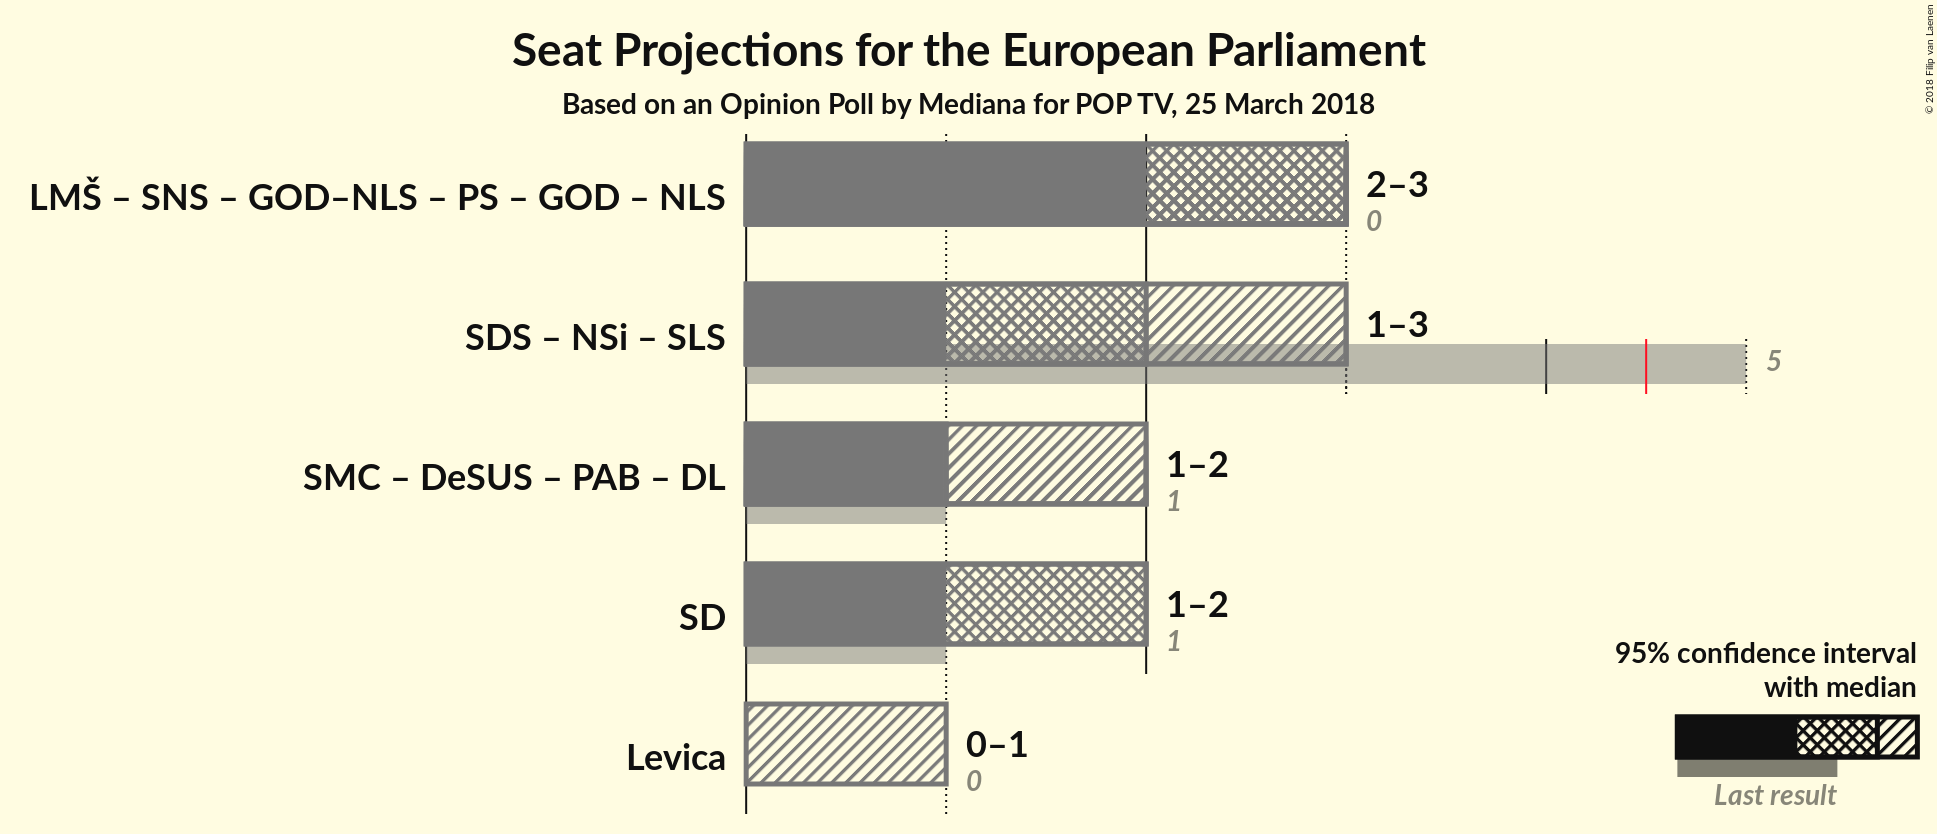 Seat Projections for the European Parliament
Based on an Opinion Poll by Mediana for POP TV, 25 March 2018
© 2018 Filip van Laenen
LMŠ – SNS – GOD–NLS – PS – GOD – NLS
2–3
0
SDS – NSi – SLS
1–3
5
SMC – DeSUS – PAB – DL
1–2
1
SD
1–2
1
Levica
0–1
0
95% confidence interval
with median
Last result